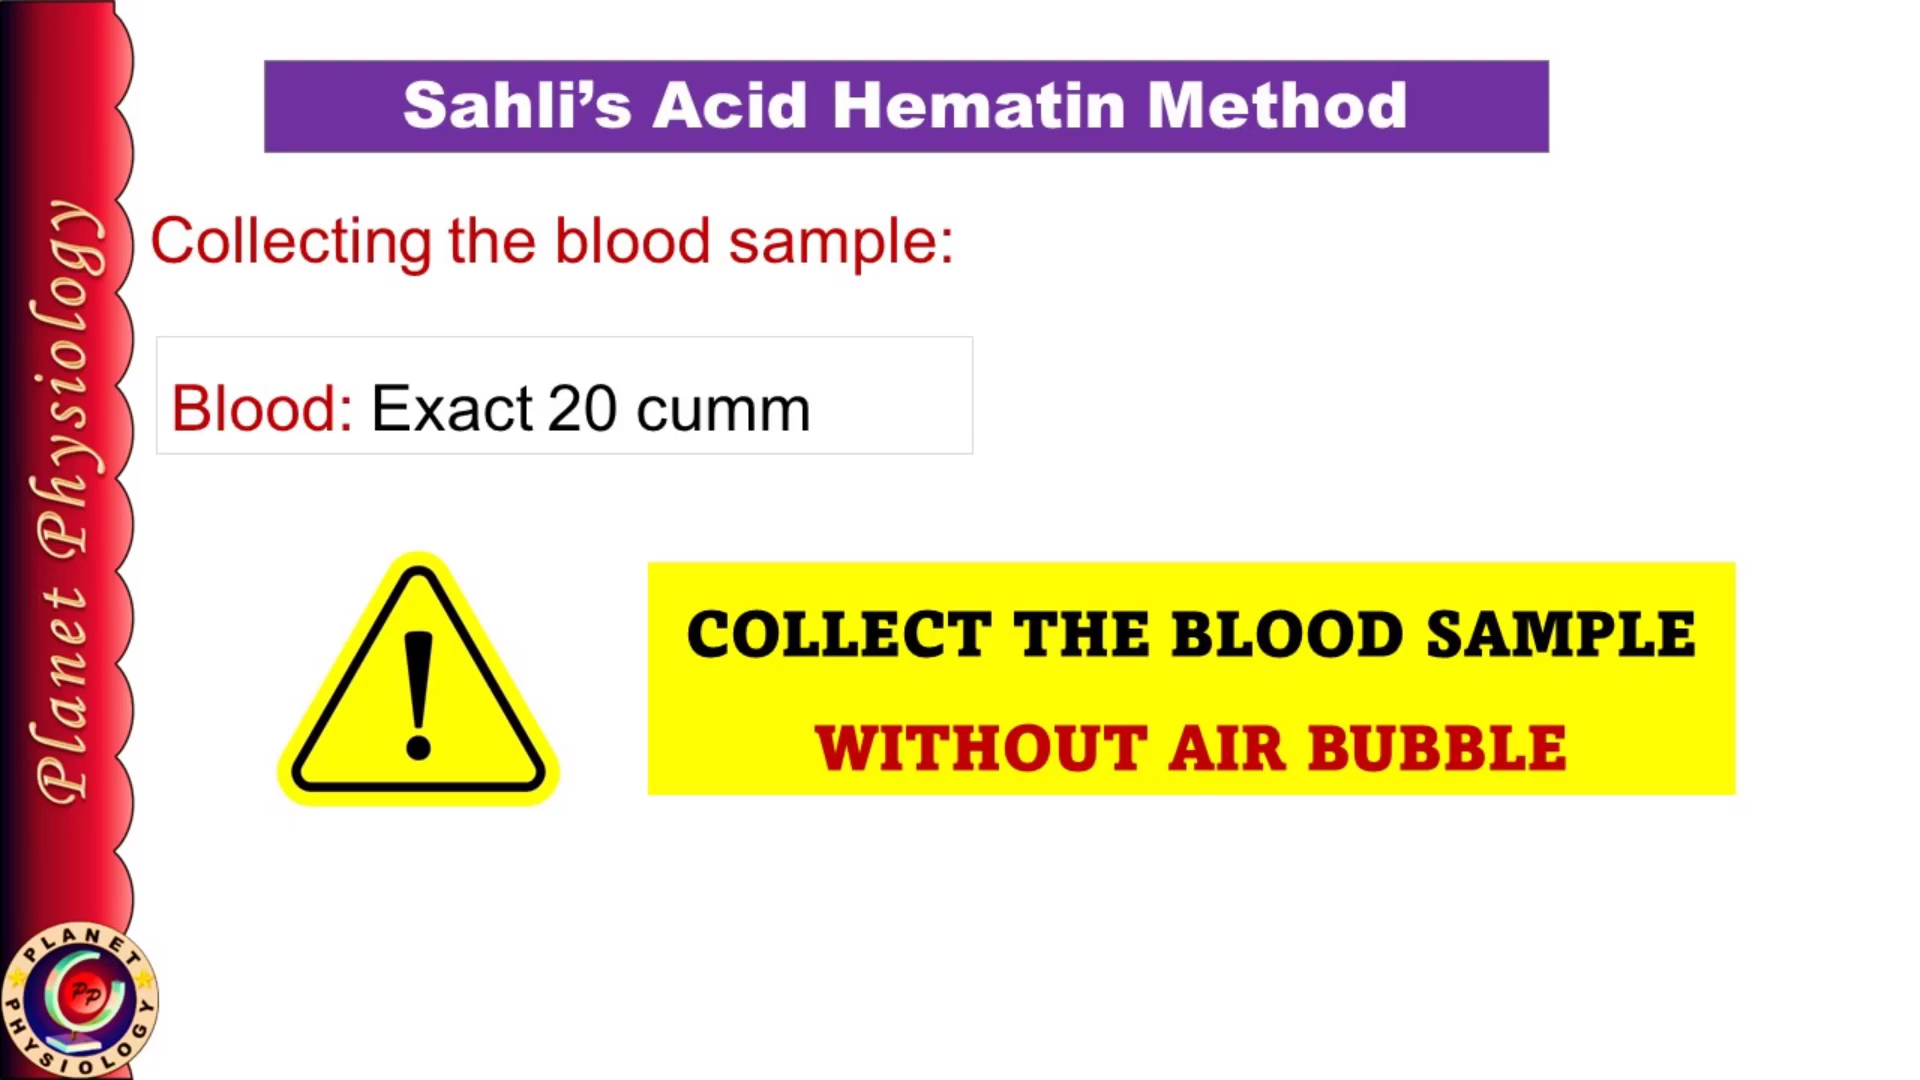 Sahli’s Acid Hematin Method
Collecting the blood sample:
Blood: Exact 20 cumm
COLLECT THE BLOOD SAMPLE
WITHOUT AIR BUBBLE
Planet Physiology
PLANET
PP
PHYSIOLOGY